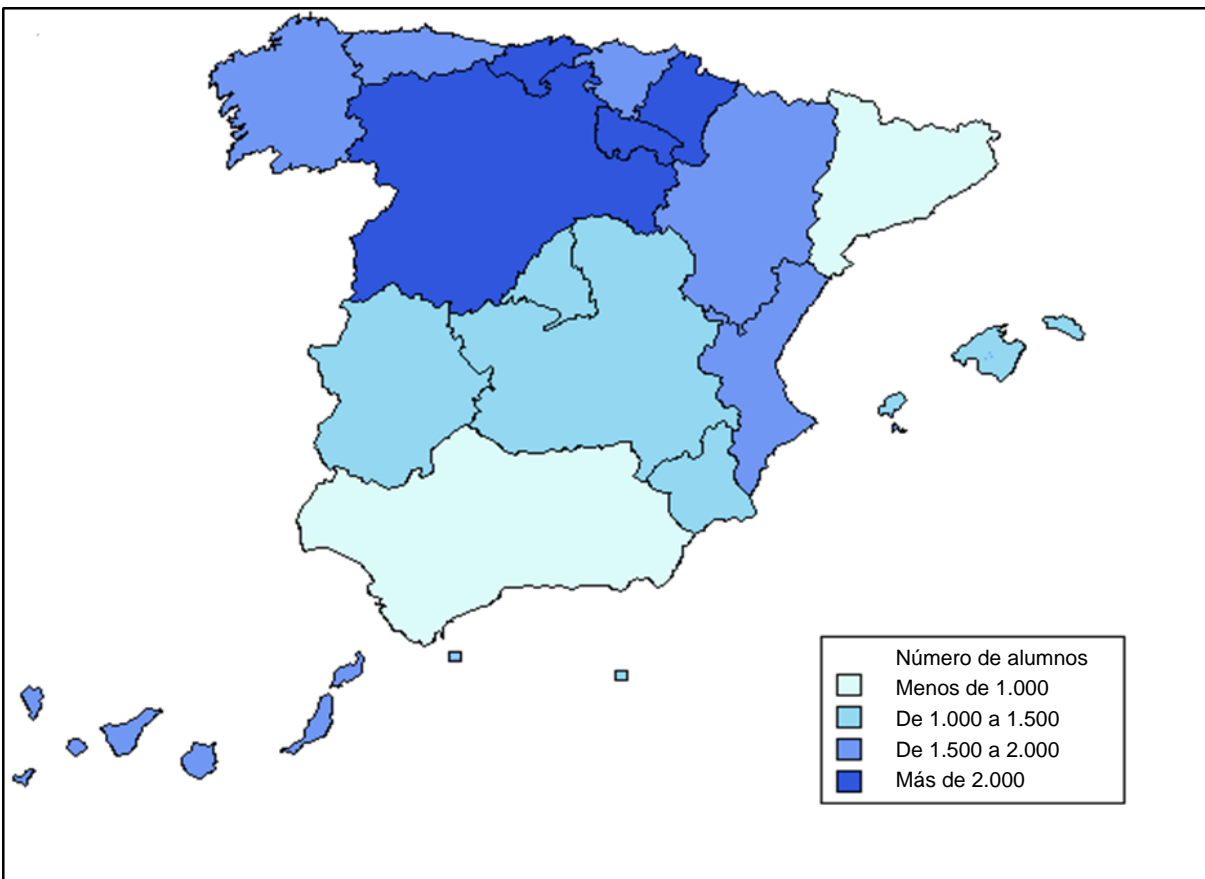 Número de alumnos
Menos de 1.000
De 1.000 a 1.500
De 1.500 a 2.000
Más de 2.000